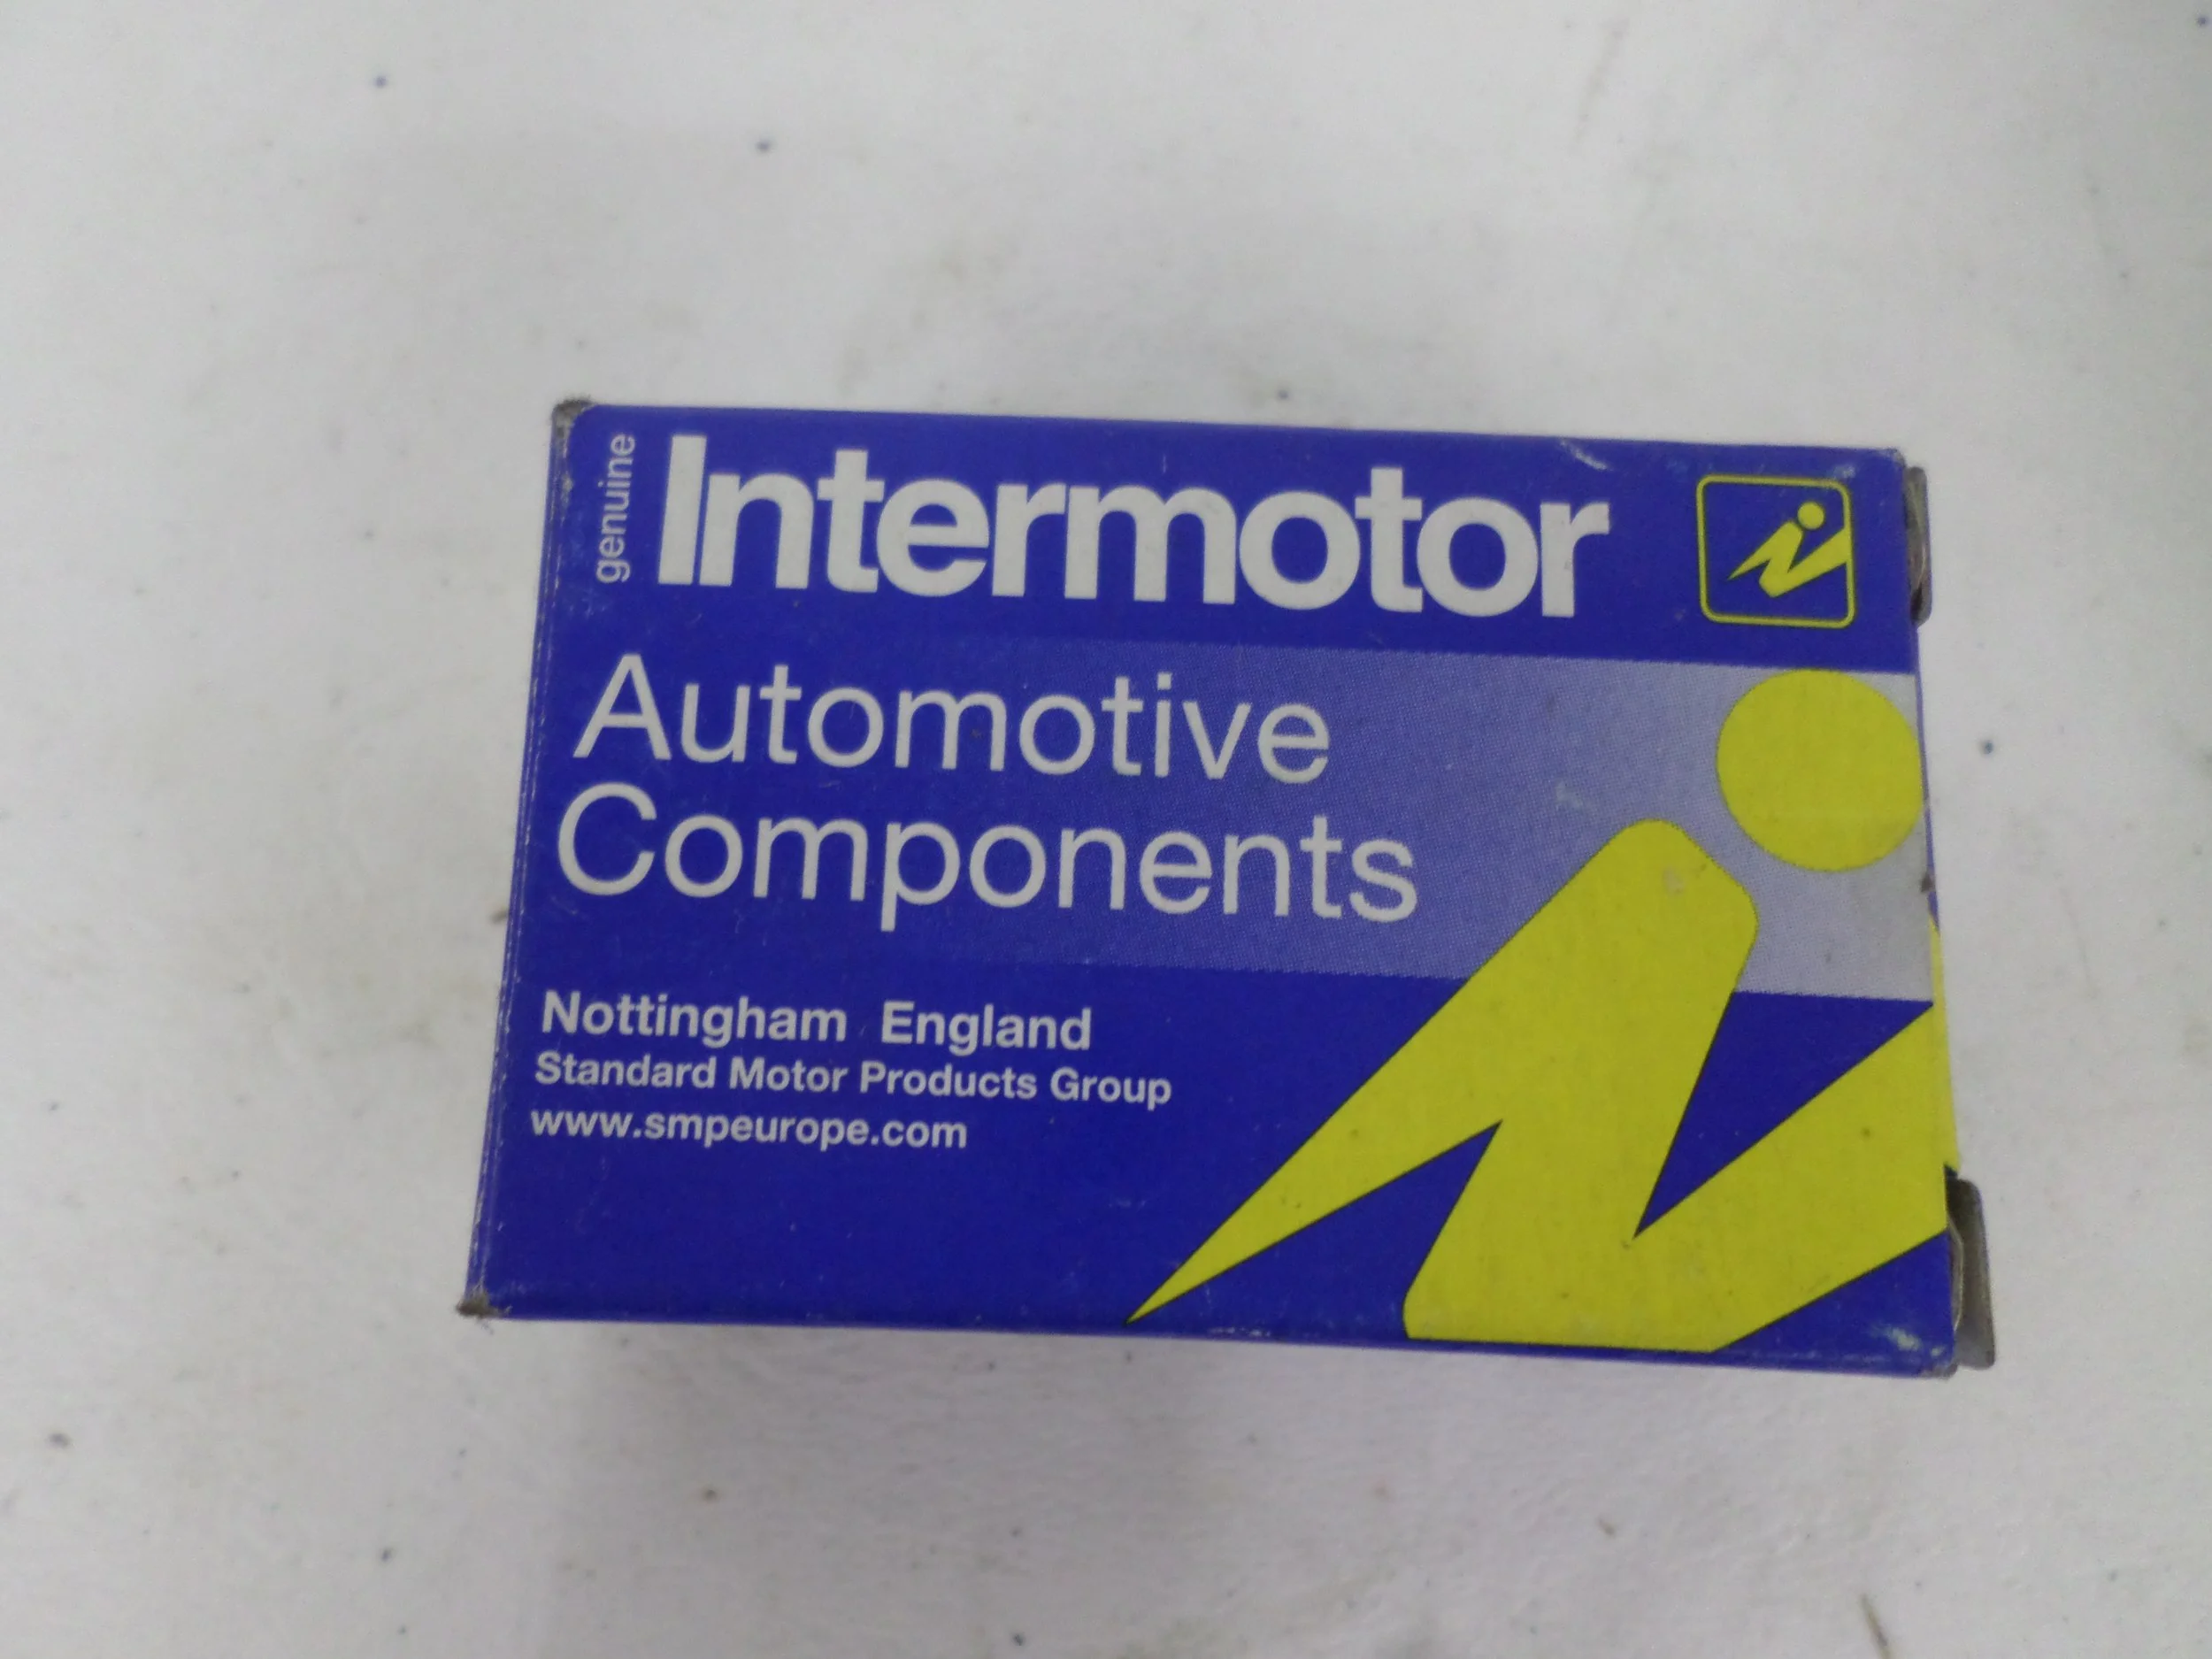 genuine
Intermotor
Automotive
Components
Nottingham England
Standard Motor Products Group
www.smpeurope.com